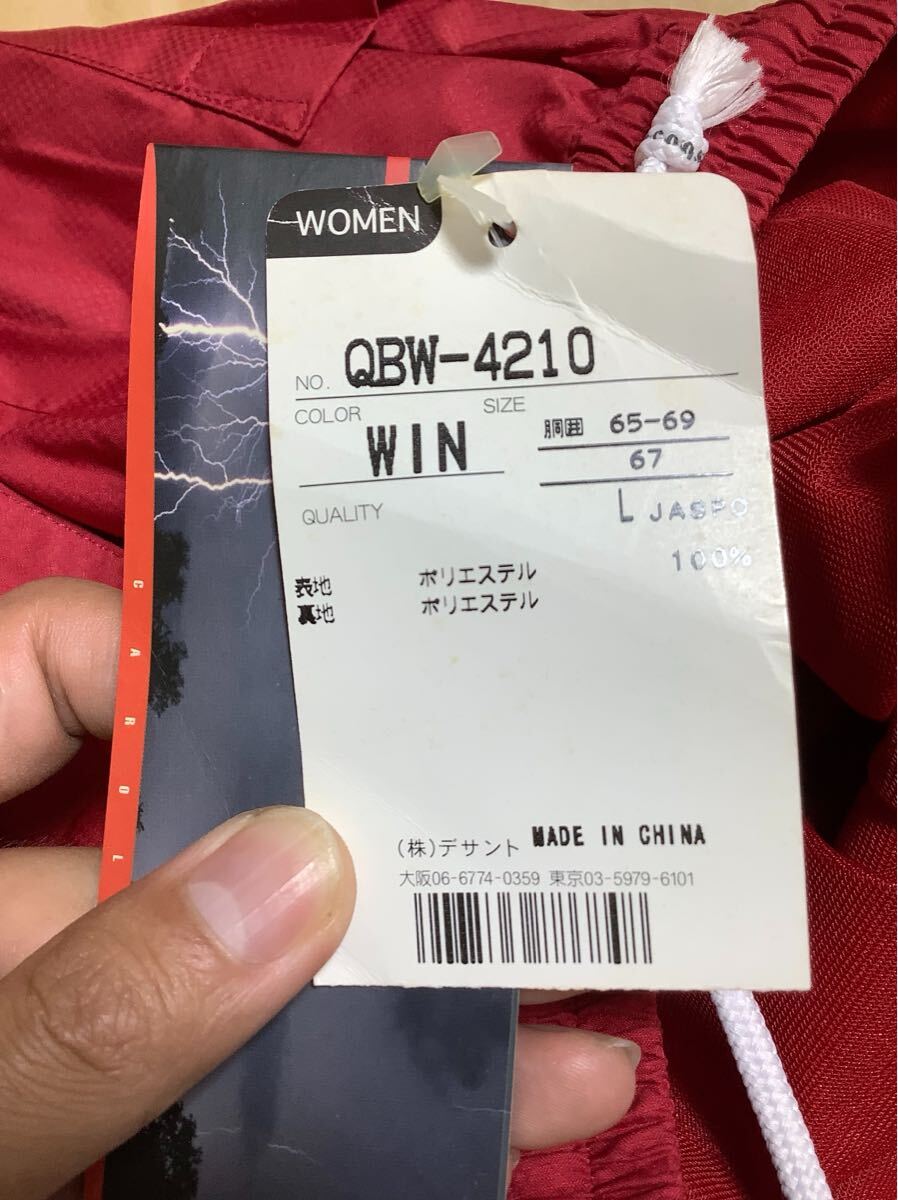 coqs
WOMEN
NO. QBW-4210
COLOR SIZE
WIN 胴囲 65-69
67
QUALITY L JASPO
100%
表地 ポリエステル
裏地 ポリエステル
(株)デサント MADE IN CHINA
大阪06-6774-0359 東京03-5979-6101
CAROL